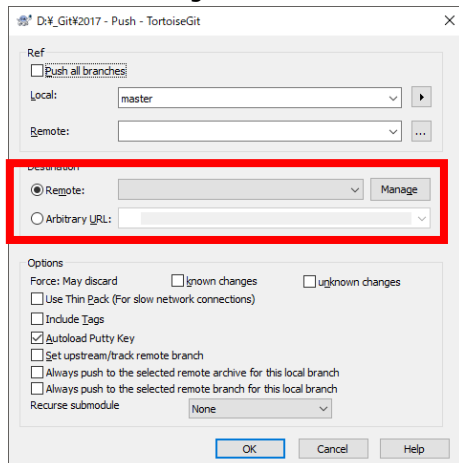 D:¥_Git¥2017 - Push - TortoiseGit
Ref
Push all branches
Local:
master
Remote:
...
Destination
Remote:
Manage
Arbitrary URL:
Options
Force: May discard
known changes
unknown changes
Use Thin Pack (For slow network connections)
Include Tags
Autoload Putty Key
Set upstream/track remote branch
Always push to the selected remote archive for this local branch
Always push to the selected remote branch for this local branch
Recurse submodule
None
OK
Cancel
Help